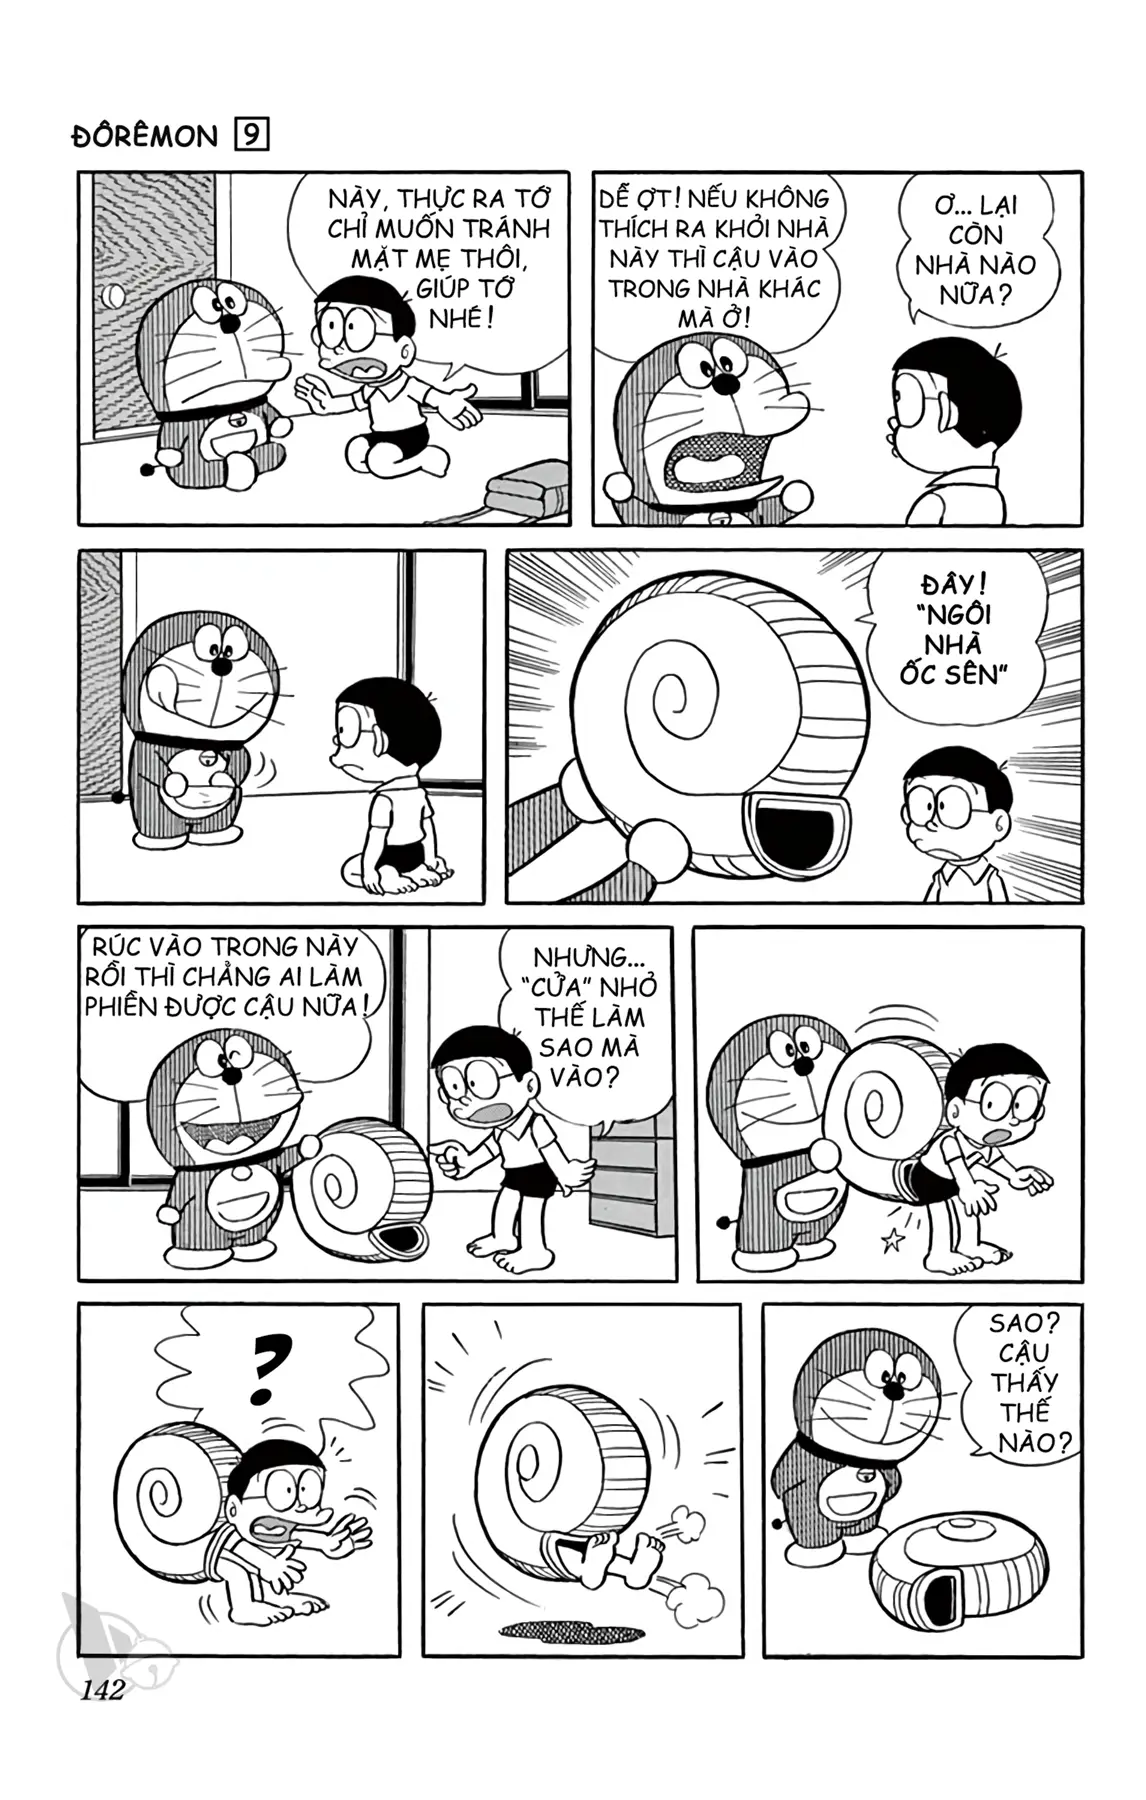 ĐÔRÊMON 9
NÀY, THỰC RA TỚ
CHỈ MUỐN TRÁNH
MẶT MẸ THÔI,
GIÚP TỚ
NHÉ!
DỄ ỢT! NẾU KHÔNG
THÍCH RA KHỎI NHÀ
NÀY THÌ CẬU VÀO
TRONG NHÀ KHÁC
MÀ Ở!
Ơ... LẠI
CÒN
NHÀ NÀO
NỮA?
ĐÂY!
"NGÔI
NHÀ
ỐC SÊN"
RÚC VÀO TRONG NÀY
RỒI THÌ CHẲNG AI LÀM
PHIỀN ĐƯỢC CẬU NỮA!
NHƯNG...
"CỬA" NHỎ
THẾ LÀM
SAO MÀ
VÀO?
?
SAO?
CẬU
THẤY
THẾ
NÀO?
142